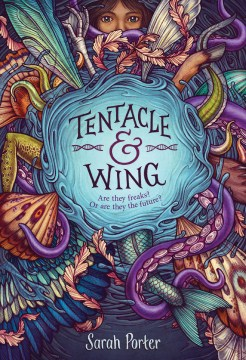 TENTACLE
&
WING
Are they freaks?
Or are they the future?
Sarah Porter